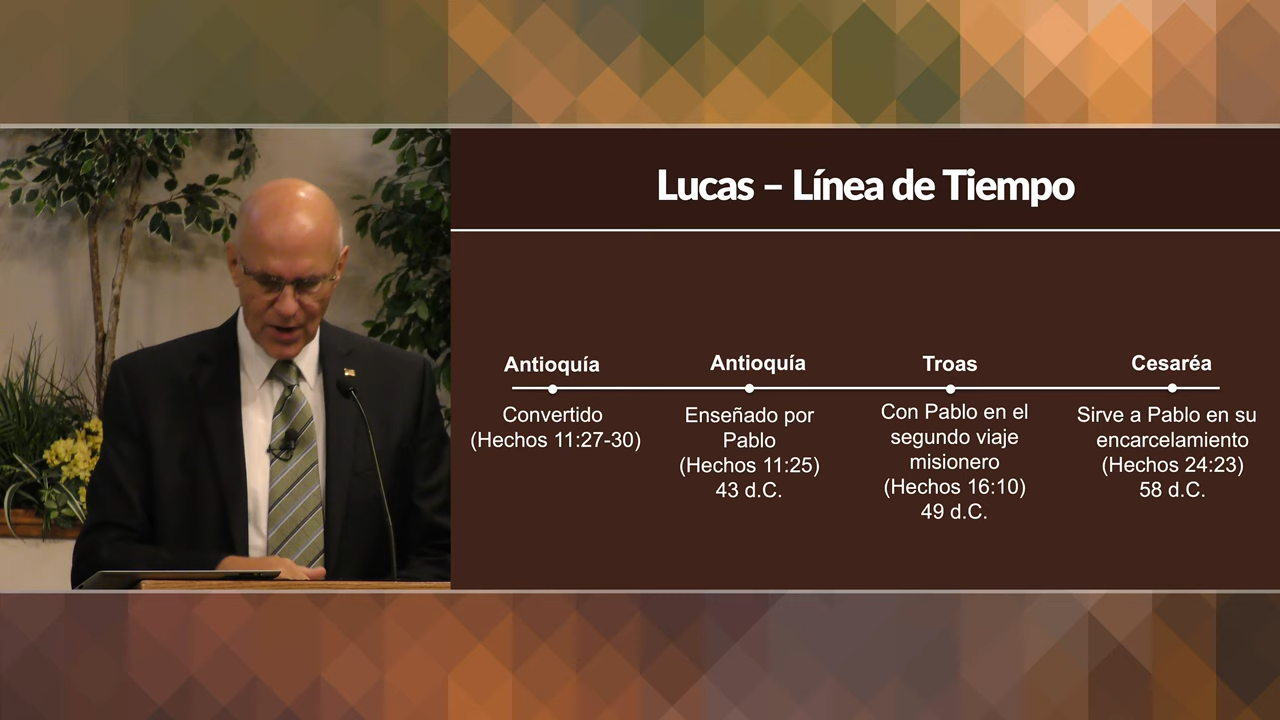 Lucas – Línea de Tiempo
Antioquía
Convertido
(Hechos 11:27-30)
Antioquía
Enseñado por
Pablo
(Hechos 11:25)
43 d.C.
Troas
Con Pablo en el
segundo viaje
misionero
(Hechos 16:10)
49 d.C.
Cesaréa
Sirve a Pablo en su
encarcelamiento
(Hechos 24:23)
58 d.C.